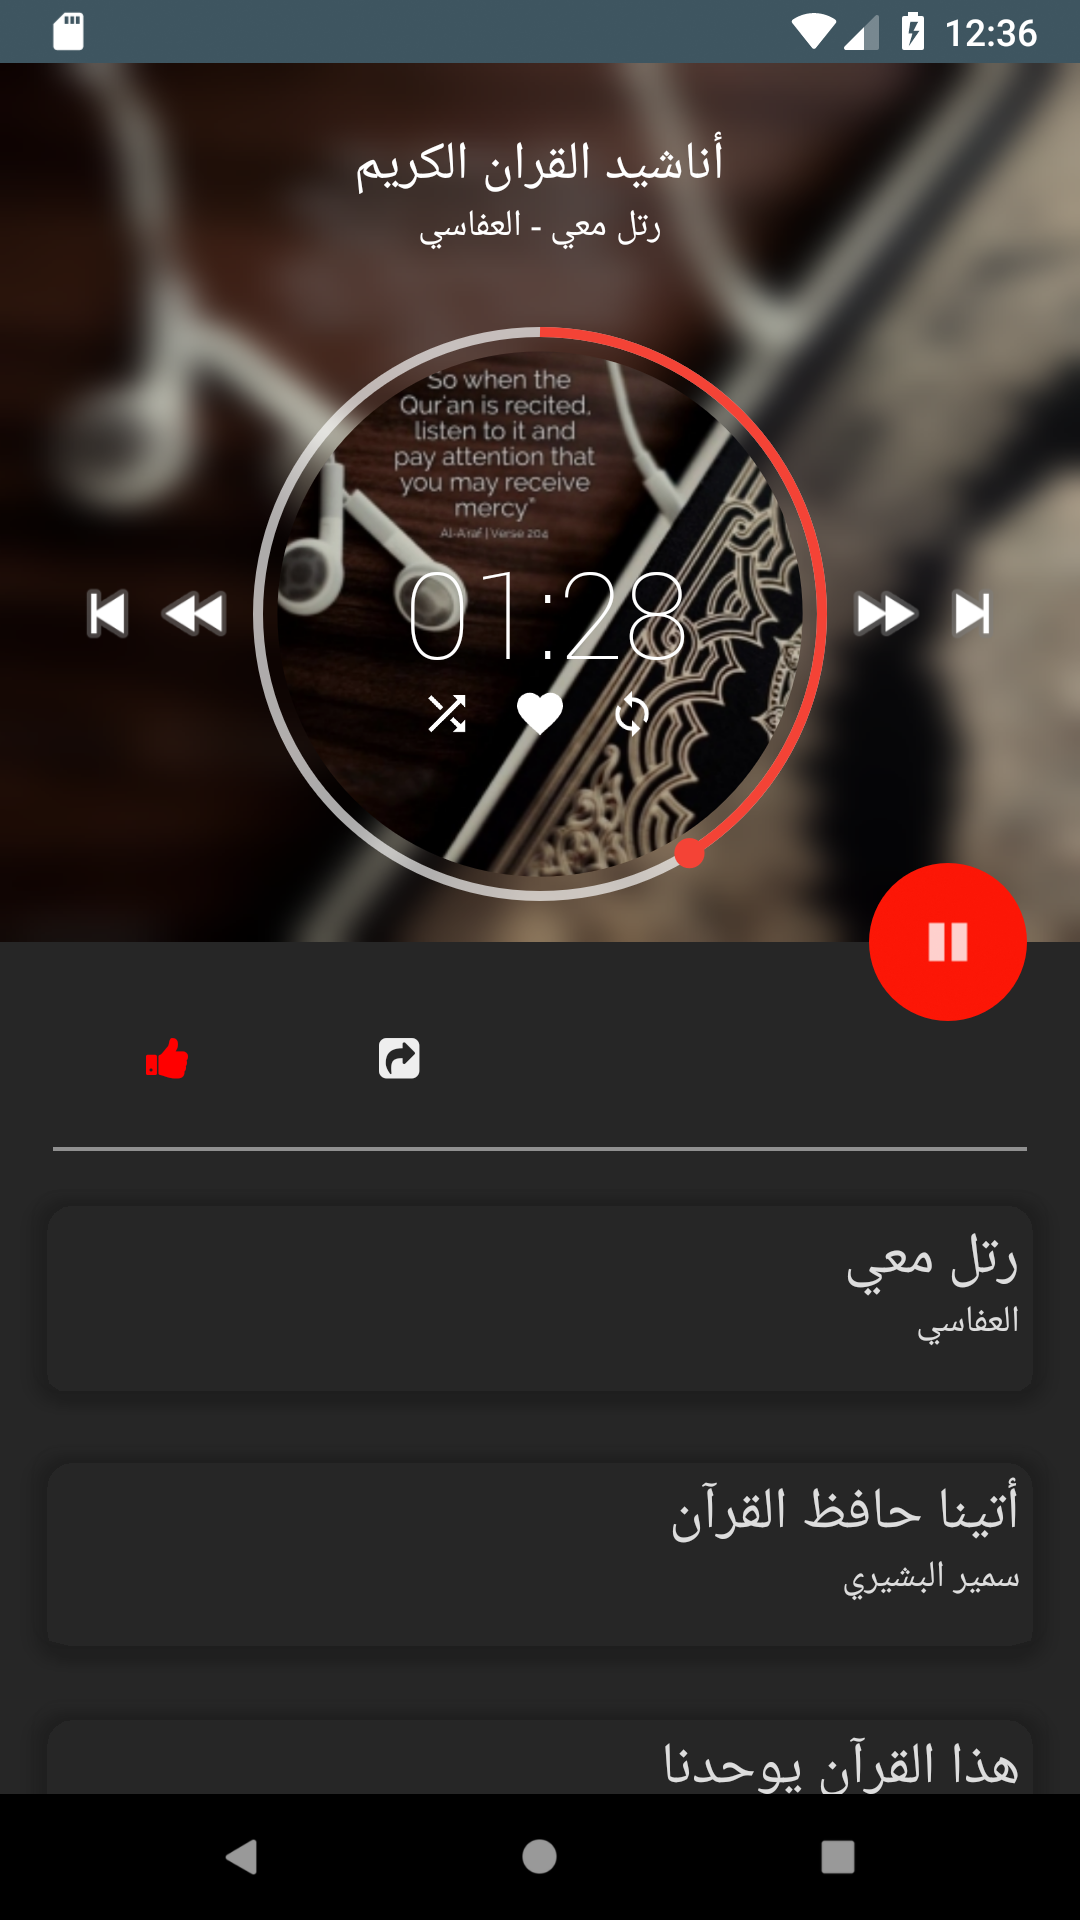 12:36
أناشيد القران الكريم
رتل معي - العفاسي
So when the
Qur'an is recited,
listen to it and
pay attention that
you may receive
mercy"
Al-A'raf | Verse 204
01:28
رتل معي
العفاسي
أتينا حافظ القرآن
سمير البشيري
هذا القرآن يوحدنا